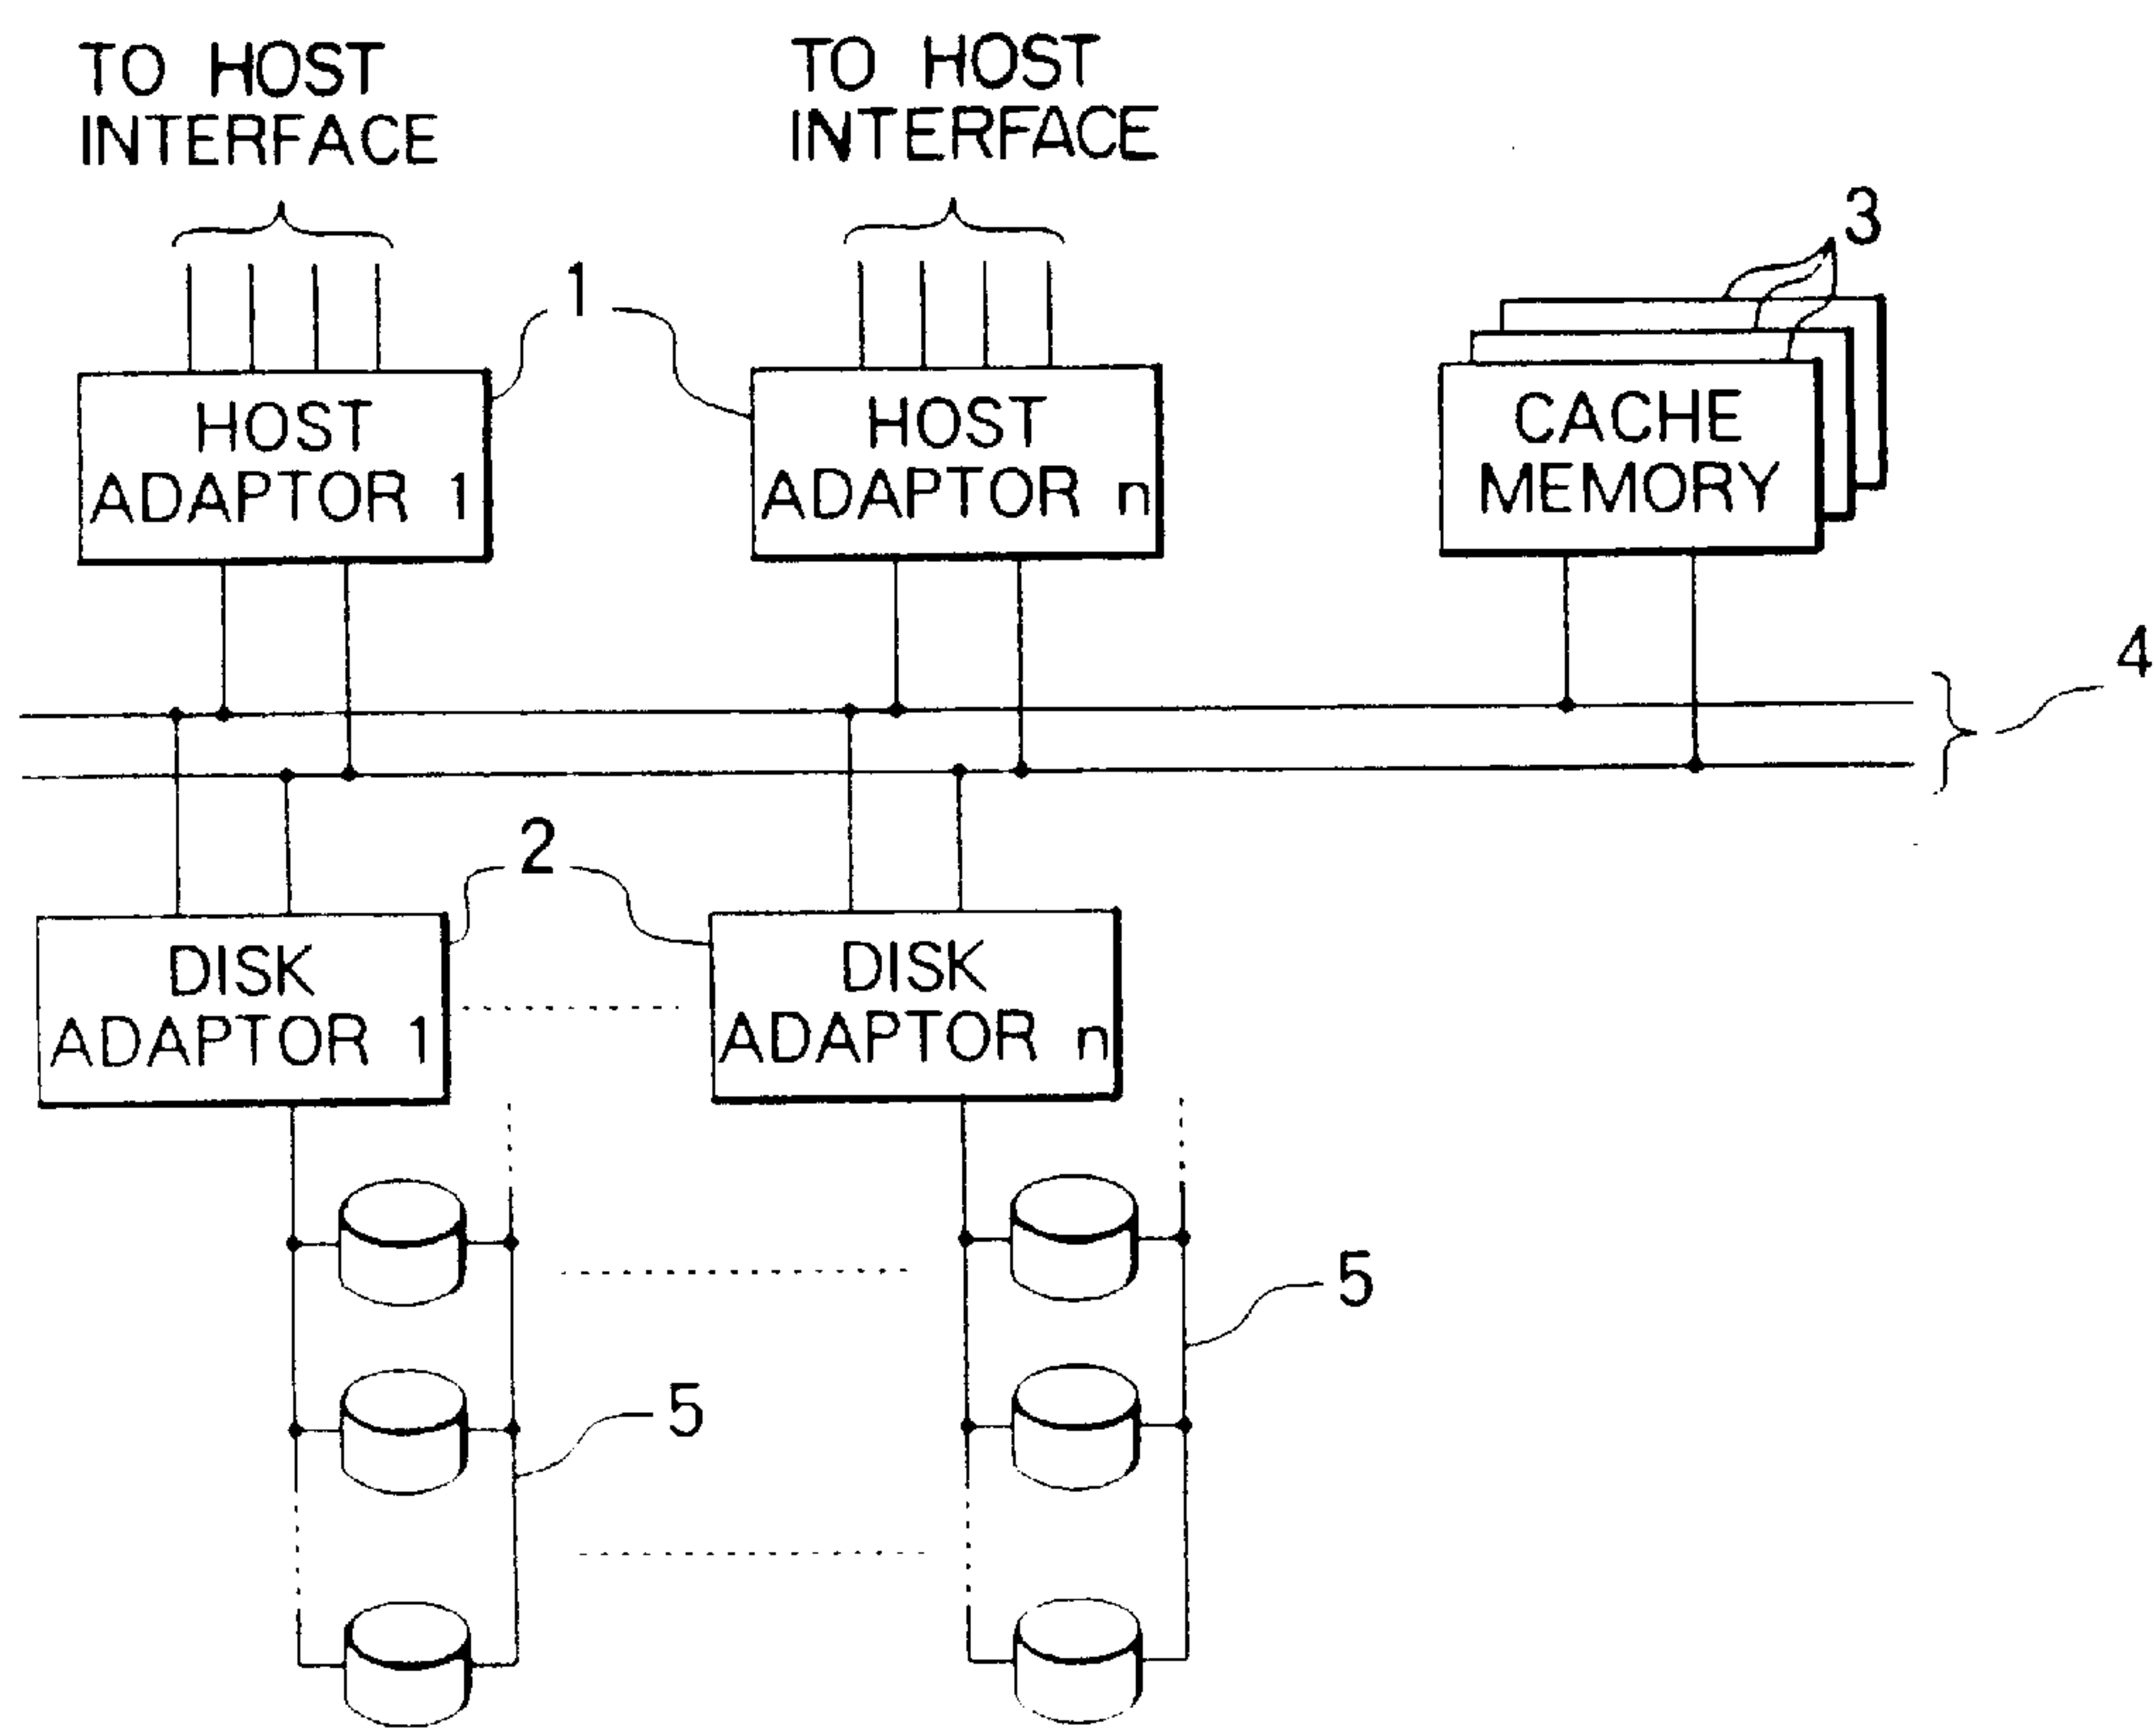 TO HOST
INTERFACE
TO HOST
INTERFACE
3
1
HOST
ADAPTOR 1
HOST
ADAPTOR n
CACHE
MEMORY
4
2
DISK
ADAPTOR 1
DISK
ADAPTOR n
5
5